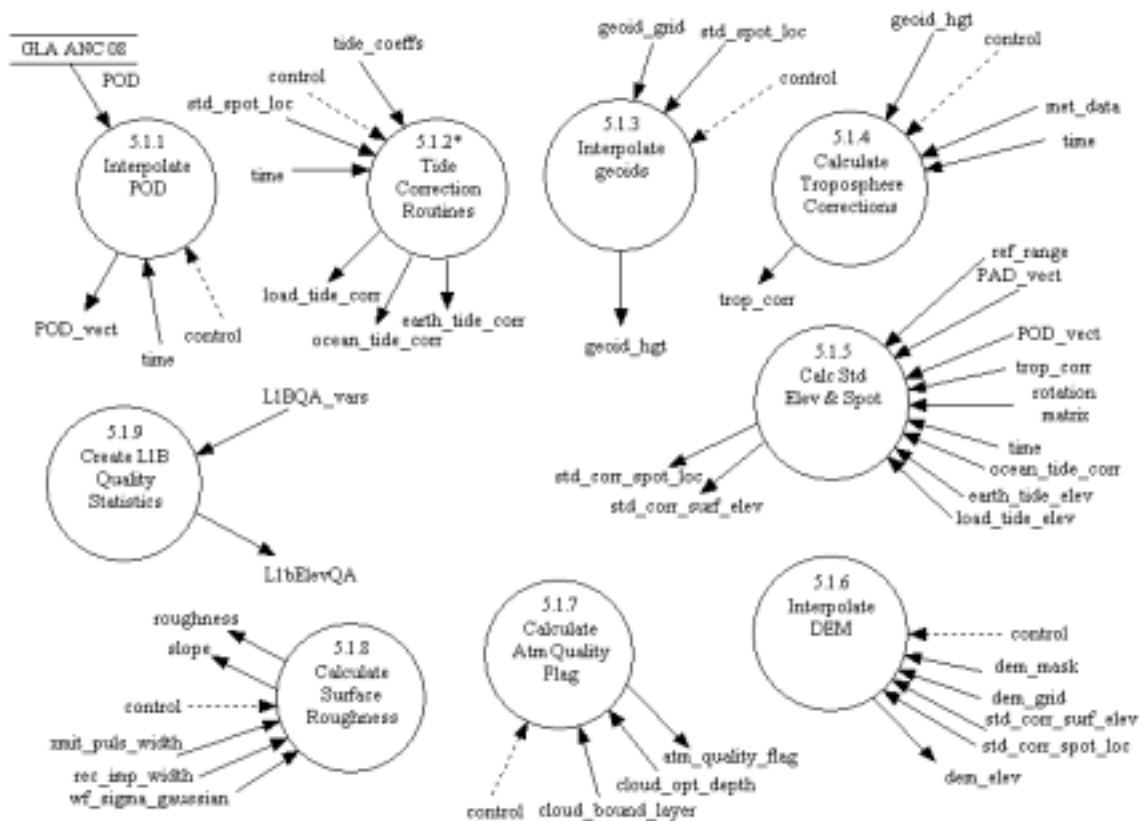 GLA ANC 08
POD
5.1.1
Interpolate
POD
POD_vect
time
control
tide_coeffs
control
std_spot_loc
time
5.1.2*
Tide
Correction
Routines
load_tide_corr
ocean_tide_corr
earth_tide_corr
geoid_grid
std_spot_loc
control
5.1.3
Interpolate
geoids
geoid_hgt
geoid_hgt
control
met_data
time
5.1.4
Calculate
Troposphere
Corrections
trop_corr
ref_range
PAD_vect
POD_vect
trop_corr
rotation
matrix
time
ocean_tide_corr
earth_tide_elev
load_tide_elev
5.1.5
Calc Std
Elev & Spot
std_corr_spot_loc
std_corr_surf_elev
L1BQA_vars
5.1.9
Create L1B
Quality
Statistics
L1bElevQA
roughness
slope
control
xmit_puls_width
rec_imp_width
wf_sigma_gaussian
5.1.8
Calculate
Surface
Roughness
5.1.7
Calculate
Atm Quality
Flag
atm_quality_flag
cloud_opt_depth
cloud_bound_layer
control
5.1.6
Interpolate
DEM
control
dem_mask
dem_grid
std_corr_surf_elev
std_corr_spot_loc
dem_elev